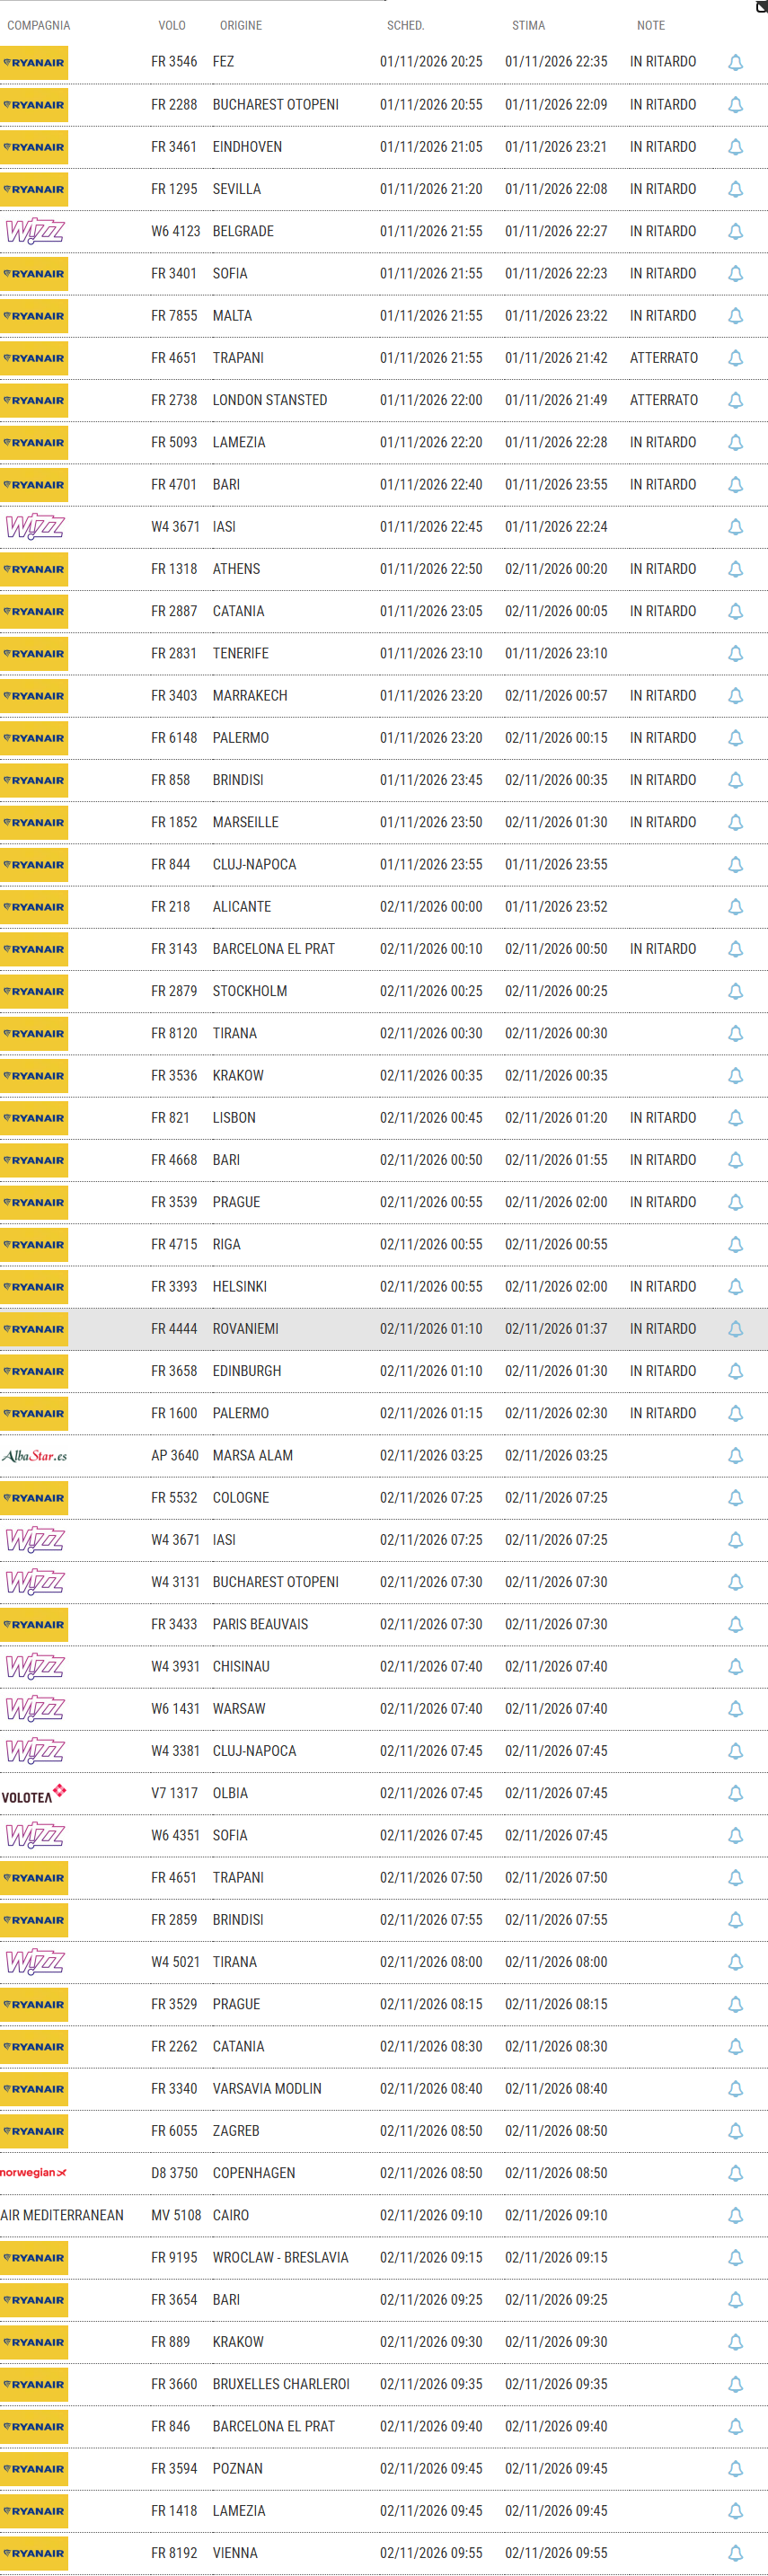 COMPAGNIA VOLO ORIGINE SCHED. STIMA NOTE
RYANAIR FR 3546 FEZ 01/11/2026 20:25 01/11/2026 22:35 IN RITARDO
RYANAIR FR 2288 BUCHAREST OTOPENI 01/11/2026 20:55 01/11/2026 22:09 IN RITARDO
RYANAIR FR 3461 EINDHOVEN 01/11/2026 21:05 01/11/2026 23:21 IN RITARDO
RYANAIR FR 1295 SEVILLA 01/11/2026 21:20 01/11/2026 22:08 IN RITARDO
WIZZ W6 4123 BELGRADE 01/11/2026 21:55 01/11/2026 22:27 IN RITARDO
RYANAIR FR 3401 SOFIA 01/11/2026 21:55 01/11/2026 22:23 IN RITARDO
RYANAIR FR 7855 MALTA 01/11/2026 21:55 01/11/2026 23:22 IN RITARDO
RYANAIR FR 4651 TRAPANI 01/11/2026 21:55 01/11/2026 21:42 ATTERRATO
RYANAIR FR 2738 LONDON STANSTED 01/11/2026 22:00 01/11/2026 21:49 ATTERRATO
RYANAIR FR 5093 LAMEZIA 01/11/2026 22:20 01/11/2026 22:28 IN RITARDO
RYANAIR FR 4701 BARI 01/11/2026 22:40 01/11/2026 23:55 IN RITARDO
WIZZ W4 3671 IASI 01/11/2026 22:45 01/11/2026 22:24
RYANAIR FR 1318 ATHENS 01/11/2026 22:50 02/11/2026 00:20 IN RITARDO
RYANAIR FR 2887 CATANIA 01/11/2026 23:05 02/11/2026 00:05 IN RITARDO
RYANAIR FR 2831 TENERIFE 01/11/2026 23:10 01/11/2026 23:10
RYANAIR FR 3403 MARRAKECH 01/11/2026 23:20 02/11/2026 00:57 IN RITARDO
RYANAIR FR 6148 PALERMO 01/11/2026 23:20 02/11/2026 00:15 IN RITARDO
RYANAIR FR 858 BRINDISI 01/11/2026 23:45 02/11/2026 00:35 IN RITARDO
RYANAIR FR 1852 MARSEILLE 01/11/2026 23:50 02/11/2026 01:30 IN RITARDO
RYANAIR FR 844 CLUJ-NAPOCA 01/11/2026 23:55 01/11/2026 23:55
RYANAIR FR 218 ALICANTE 02/11/2026 00:00 01/11/2026 23:52
RYANAIR FR 3143 BARCELONA EL PRAT 02/11/2026 00:10 02/11/2026 00:50 IN RITARDO
RYANAIR FR 2879 STOCKHOLM 02/11/2026 00:25 02/11/2026 00:25
RYANAIR FR 8120 TIRANA 02/11/2026 00:30 02/11/2026 00:30
RYANAIR FR 3536 KRAKOW 02/11/2026 00:35 02/11/2026 00:35
RYANAIR FR 821 LISBON 02/11/2026 00:45 02/11/2026 01:20 IN RITARDO
RYANAIR FR 4668 BARI 02/11/2026 00:50 02/11/2026 01:55 IN RITARDO
RYANAIR FR 3539 PRAGUE 02/11/2026 00:55 02/11/2026 02:00 IN RITARDO
RYANAIR FR 4715 RIGA 02/11/2026 00:55 02/11/2026 00:55
RYANAIR FR 3393 HELSINKI 02/11/2026 00:55 02/11/2026 02:00 IN RITARDO
RYANAIR FR 4444 ROVANIEMI 02/11/2026 01:10 02/11/2026 01:37 IN RITARDO
RYANAIR FR 3658 EDINBURGH 02/11/2026 01:10 02/11/2026 01:30 IN RITARDO
RYANAIR FR 1600 PALERMO 02/11/2026 01:15 02/11/2026 02:30 IN RITARDO
AlbaStar.es AP 3640 MARSA ALAM 02/11/2026 03:25 02/11/2026 03:25
RYANAIR FR 5532 COLOGNE 02/11/2026 07:25 02/11/2026 07:25
WIZZ W4 3671 IASI 02/11/2026 07:25 02/11/2026 07:25
WIZZ W4 3131 BUCHAREST OTOPENI 02/11/2026 07:30 02/11/2026 07:30
RYANAIR FR 3433 PARIS BEAUVAIS 02/11/2026 07:30 02/11/2026 07:30
WIZZ W4 3931 CHISINAU 02/11/2026 07:40 02/11/2026 07:40
WIZZ W6 1431 WARSAW 02/11/2026 07:40 02/11/2026 07:40
WIZZ W4 3381 CLUJ-NAPOCA 02/11/2026 07:45 02/11/2026 07:45
VOLOTEA V7 1317 OLBIA 02/11/2026 07:45 02/11/2026 07:45
WIZZ W6 4351 SOFIA 02/11/2026 07:45 02/11/2026 07:45
RYANAIR FR 4651 TRAPANI 02/11/2026 07:50 02/11/2026 07:50
RYANAIR FR 2859 BRINDISI 02/11/2026 07:55 02/11/2026 07:55
WIZZ W4 5021 TIRANA 02/11/2026 08:00 02/11/2026 08:00
RYANAIR FR 3529 PRAGUE 02/11/2026 08:15 02/11/2026 08:15
RYANAIR FR 2262 CATANIA 02/11/2026 08:30 02/11/2026 08:30
RYANAIR FR 3340 VARSAVIA MODLIN 02/11/2026 08:40 02/11/2026 08:40
RYANAIR FR 6055 ZAGREB 02/11/2026 08:50 02/11/2026 08:50
norwegian D8 3750 COPENHAGEN 02/11/2026 08:50 02/11/2026 08:50
AIR MEDITERRANEAN MV 5108 CAIRO 02/11/2026 09:10 02/11/2026 09:10
RYANAIR FR 9195 WROCLAW - BRESLAVIA 02/11/2026 09:15 02/11/2026 09:15
RYANAIR FR 3654 BARI 02/11/2026 09:25 02/11/2026 09:25
RYANAIR FR 889 KRAKOW 02/11/2026 09:30 02/11/2026 09:30
RYANAIR FR 3660 BRUXELLES CHARLEROI 02/11/2026 09:35 02/11/2026 09:35
RYANAIR FR 846 BARCELONA EL PRAT 02/11/2026 09:40 02/11/2026 09:40
RYANAIR FR 3594 POZNAN 02/11/2026 09:45 02/11/2026 09:45
RYANAIR FR 1418 LAMEZIA 02/11/2026 09:45 02/11/2026 09:45
RYANAIR FR 8192 VIENNA 02/11/2026 09:55 02/11/2026 09:55